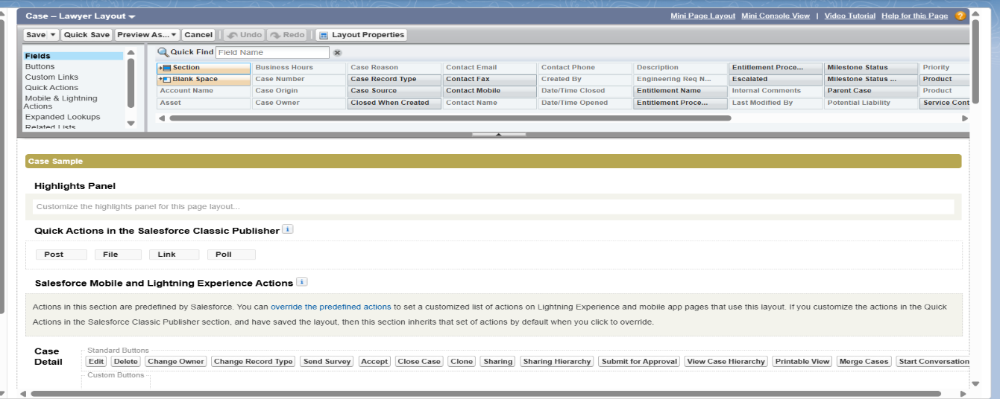 Case – Lawyer Layout
Mini Page Layout Mini Console View | Video Tutorial Help for this Page ?
Save Quick Save Preview As... Cancel Undo Redo Layout Properties
Fields
Buttons
Custom Links
Quick Actions
Mobile & Lightning
Actions
Expanded Lookups
Related Lists
Quick Find Field Name
Section Business Hours Case Reason Contact Email Contact Phone Description Entitlement Proce... Milestone Status Priority
Blank Space Case Number Case Record Type Contact Fax Created By Engineering Req N... Escalated Milestone Status ... Product
Account Name Case Origin Case Source Contact Mobile Date/Time Closed Entitlement Name Internal Comments Parent Case Product
Asset Case Owner Closed When Created Contact Name Date/Time Opened Entitlement Proce... Last Modified By Potential Liability Service Cont
Case Sample
Highlights Panel
Customize the highlights panel for this page layout...
Quick Actions in the Salesforce Classic Publisher i
Post File Link Poll
Salesforce Mobile and Lightning Experience Actions i
Actions in this section are predefined by Salesforce. You can override the predefined actions to set a customized list of actions on Lightning Experience and mobile app pages that use this layout. If you customize the actions in the Quick
Actions in the Salesforce Classic Publisher section, and have saved the layout, then this section inherits that set of actions by default when you click to override.
Case
Detail
Standard Buttons
Edit Delete Change Owner Change Record Type Send Survey Accept Close Case Clone Sharing Sharing Hierarchy Submit for Approval View Case Hierarchy Printable View Merge Cases Start Conversation
Custom Buttons